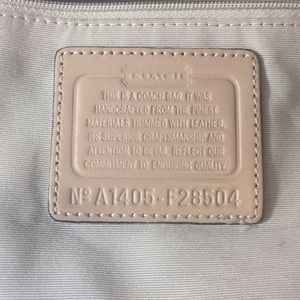 COACH
THIS IS A COACH BAG. IT WAS
HANDCRAFTED FROM THE FINEST
MATERIALS TRIMMED WITH LEATHER.
ITS SUPERIOR CRAFTSMANSHIP AND
ATTENTION TO DETAIL REFLECT OUR
COMMITMENT TO ENDURING QUALITY.
Nº A1405-F28504